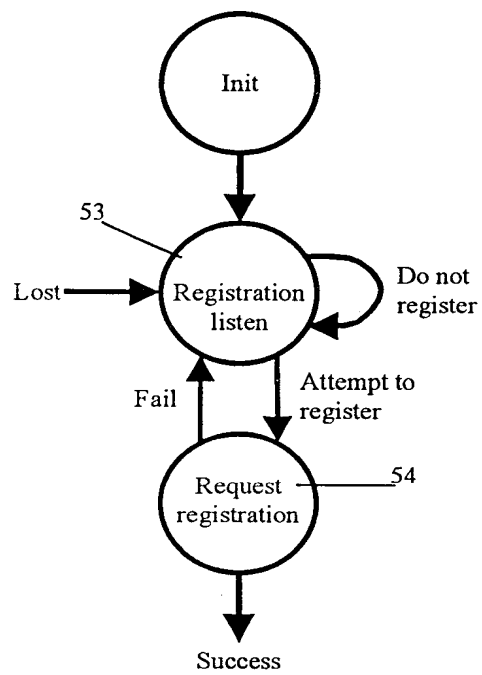 Init
53
Lost
Registration
listen
Do not
register
Fail
Attempt to
register
Request
registration
54
Success